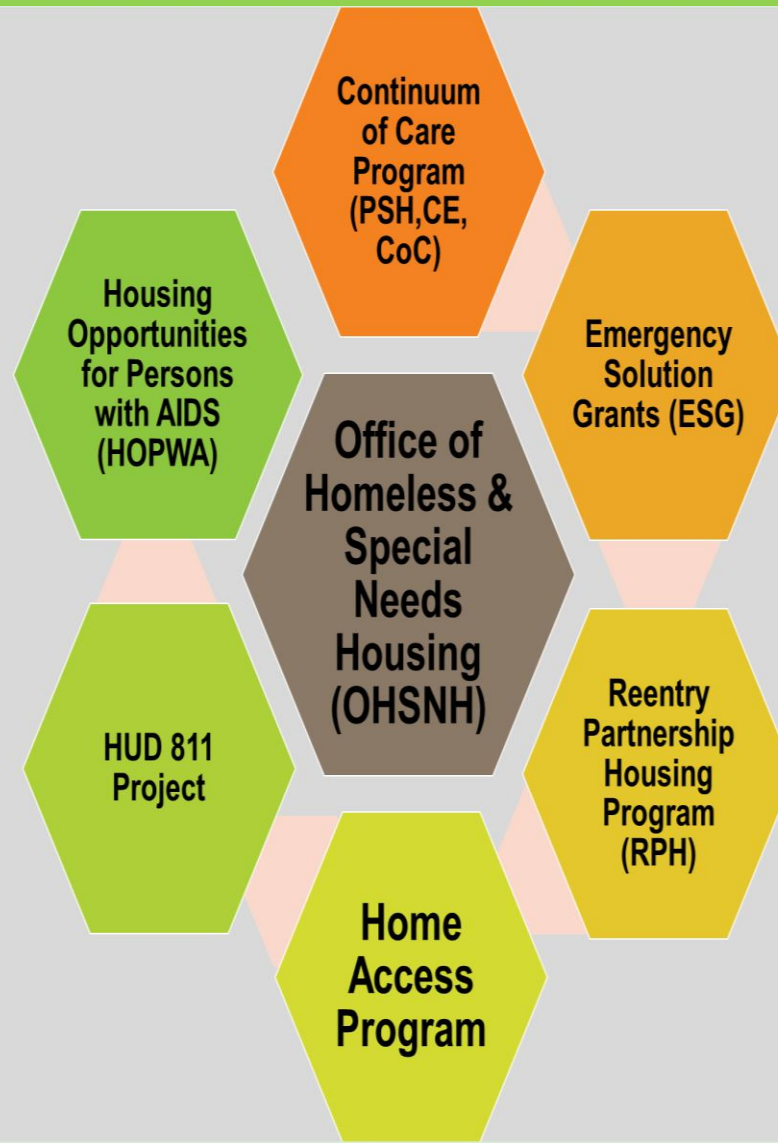 Continuum
of Care
Program
(PSH,CE,
CoC)
Housing
Opportunities
for Persons
with AIDS
(HOPWA)
Emergency
Solution
Grants (ESG)
Office of
Homeless &
Special
Needs
Housing
(OHSNH)
HUD 811
Project
Reentry
Partnership
Housing
Program
(RPH)
Home
Access
Program